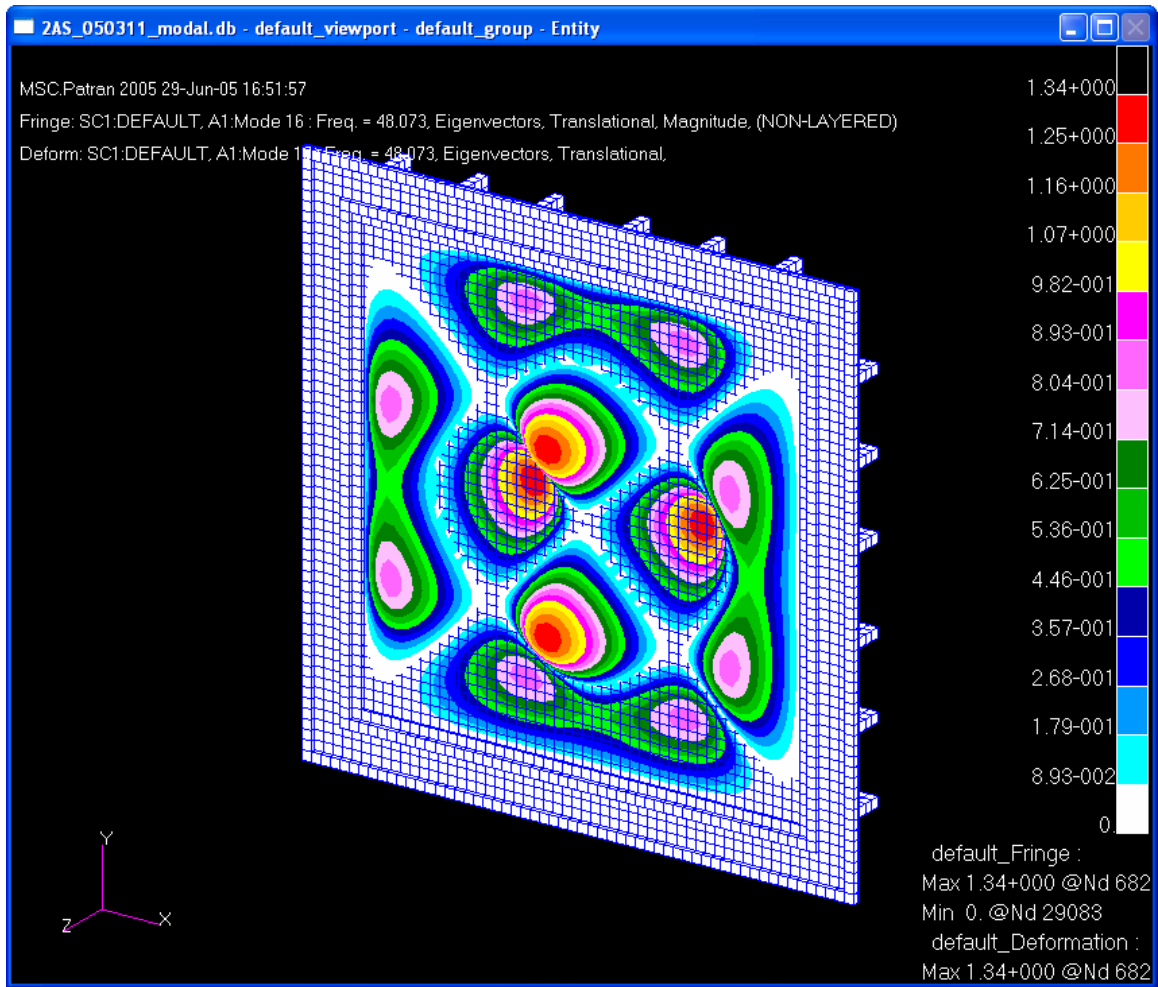 2AS_050311_modal.db - default_viewport - default_group - Entity
MSC.Patran 2005 29-Jun-05 16:51:57
Fringe: SC1:DEFAULT, A1:Mode 16 : Freq. = 48.073, Eigenvectors, Translational, Magnitude, (NON-LAYERED)
Deform: SC1:DEFAULT, A1:Mode 1 Freq. = 48.073, Eigenvectors, Translational,
1.34+000
1.25+000
1.16+000
1.07+000
9.82-001
8.93-001
8.04-001
7.14-001
6.25-001
5.36-001
4.46-001
3.57-001
2.68-001
1.79-001
8.93-002
0.
default_Fringe :
Max 1.34+000 @Nd 682
Min 0. @Nd 29083
default_Deformation :
Max 1.34+000 @Nd 682
Y
Z
X